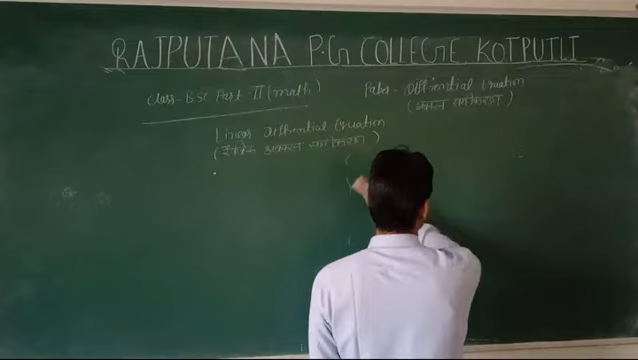 RAJPUTANA P.G COLLEGE KOTPUTLI
Class-BSc Part-II (math)
Paper - Differential Equation
(अवकल समीकरण)
Linear Differential Equation
(रैखिक अवकल समीकरण)